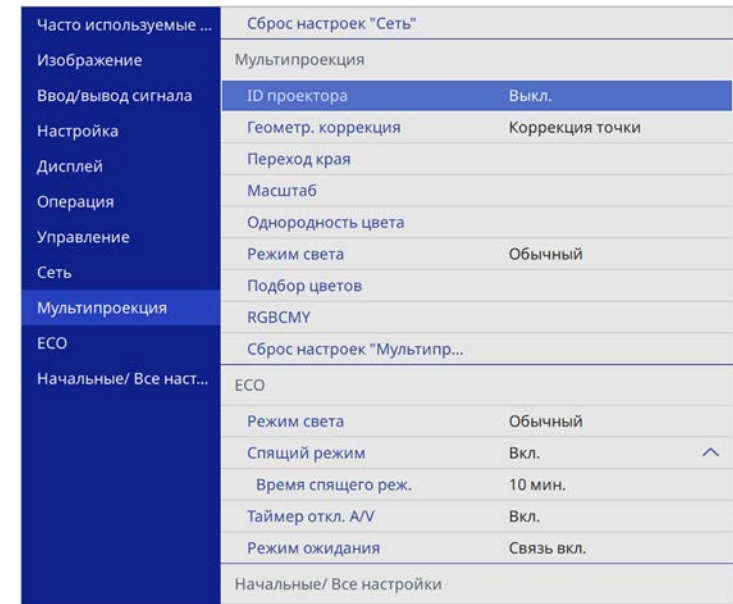 Часто используемые ...
Изображение
Ввод/вывод сигнала
Настройка
Дисплей
Операция
Управление
Сеть
Мультипроекция
ECO
Начальные/ Все наст...
Сброс настроек "Сеть"
Мультипроекция
ID проектора Выкл.
Геометр. коррекция Коррекция точки
Переход края
Масштаб
Однородность цвета
Режим света Обычный
Подбор цветов
RGBCMY
Сброс настроек "Мультипр...
ECO
Режим света Обычный
Спящий режим Вкл.
Время спящего реж. 10 мин.
Таймер откл. A/V Вкл.
Режим ожидания Связь вкл.
Начальные/ Все настройки